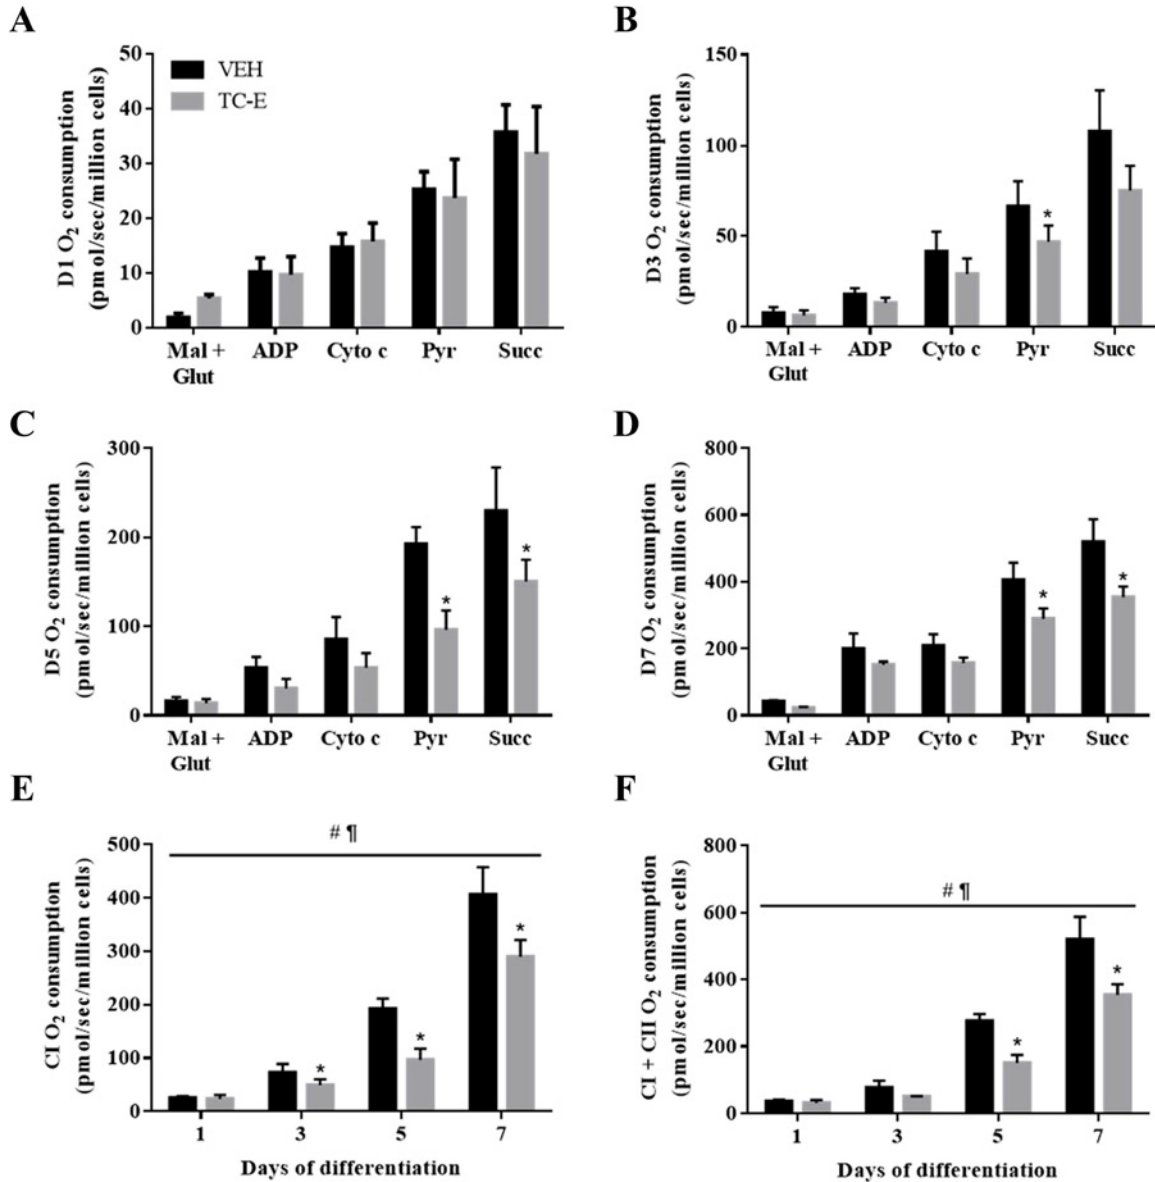 A
D1 O2 consumption
(pmol/sec/million cells)
50
40
30
20
10
0
VEH
TC-E
Mal + Glut
ADP
Cyto c
Pyr
Succ
B
D3 O2 consumption
(pmol/sec/million cells)
150
100
50
0
*
Mal + Glut
ADP
Cyto c
Pyr
Succ
C
D5 O2 consumption
(pmol/sec/million cells)
300
200
100
0
*
*
Mal + Glut
ADP
Cyto c
Pyr
Succ
D
D7 O2 consumption
(pmol/sec/million cells)
800
600
400
200
0
*
*
Mal + Glut
ADP
Cyto c
Pyr
Succ
E
CI O2 consumption
(pmol/sec/million cells)
500
400
300
200
100
0
# ¶
*
*
*
1
3
5
7
Days of differentiation
F
CI + CII O2 consumption
(pmol/sec/million cells)
800
600
400
200
0
# ¶
*
*
1
3
5
7
Days of differentiation